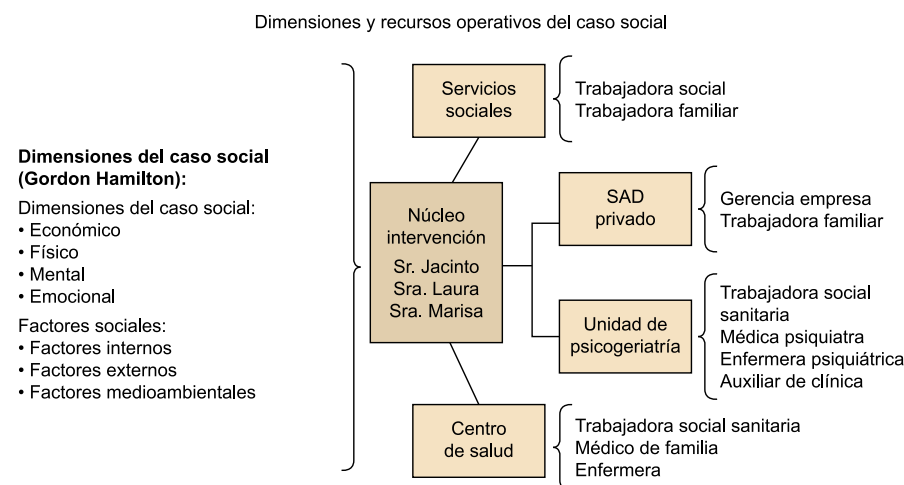 Dimensiones y recursos operativos del caso social
Dimensiones del caso social
(Gordon Hamilton):
Dimensiones del caso social:
• Económico
• Físico
• Mental
• Emocional
Factores sociales:
• Factores internos
• Factores externos
• Factores medioambientales
Servicios
sociales
Trabajadora social
Trabajadora familiar
Núcleo
intervención
Sr. Jacinto
Sra. Laura
Sra. Marisa
SAD
privado
Gerencia empresa
Trabajadora familiar
Unidad de
psicogeriatría
Trabajadora social
sanitaria
Médica psiquiatra
Enfermera psiquiátrica
Auxiliar de clínica
Centro
de salud
Trabajadora social sanitaria
Médico de familia
Enfermera